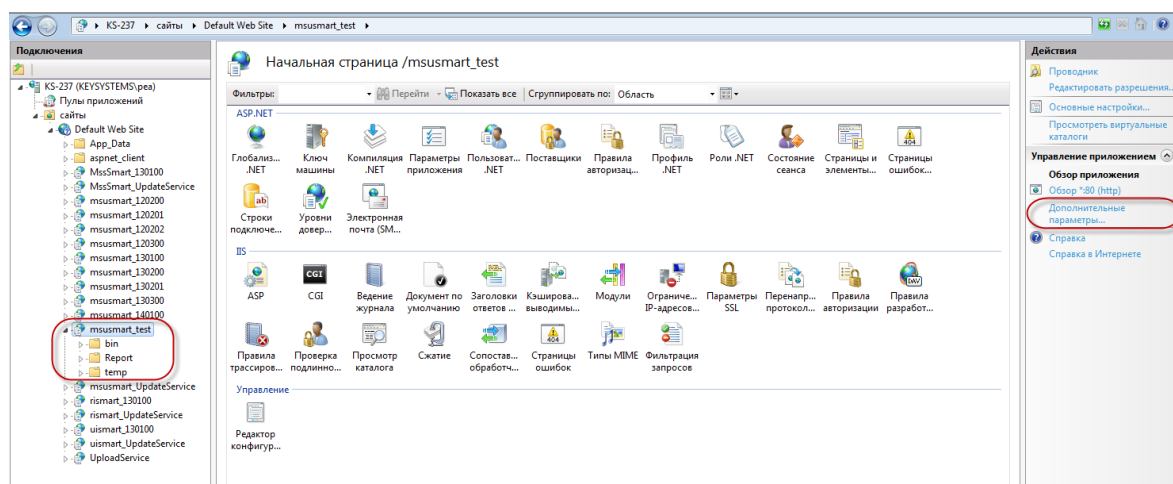 KS-237 ▸ сайты ▸ Default Web Site ▸ msusmart_test ▸
Подключения
KS-237 (KEYSYSTEMS\pea)
Пулы приложений
сайты
Default Web Site
App_Data
aspnet_client
MssSmart_130100
MssSmart_UpdateService
msusmart_120200
msusmart_120201
msusmart_120202
msusmart_120300
msusmart_130100
msusmart_130200
msusmart_130201
msusmart_130300
msusmart_140100
msusmart_test
bin
Report
temp
msusmart_UpdateService
rismart_130100
rismart_UpdateService
uismart_130100
uismart_UpdateService
UploadService
Начальная страница /msusmart_test
Фильтры: Перейти Показать все Сгруппировать по: Область
ASP.NET
Глобализ... Ключ Компиляция Параметры Пользоват... Поставщики Правила Профиль Роли .NET Состояние Страницы и Страницы
.NET машины .NET приложения .NET авторизац... .NET сеанса элементы... ошибок...
Строки Уровни Электронная
подключе... довер... почта (SM...
IIS
ASP CGI Ведение Документ по Заголовки Кэширова... Модули Ограниче... Параметры Перенапр... Правила Правила
журнала умолчанию ответов ... выводимы... IP-адресов... SSL протокол... авторизации разработ...
Правила Проверка Просмотр Сжатие Сопостав... Страницы Типы MIME Фильтрация
трассиров... подлинно... каталога обработч... ошибок запросов
Управление
Редактор
конфигур...
Действия
Проводник
Редактировать разрешения...
Основные настройки...
Просмотреть виртуальные
каталоги
Управление приложением
Обзор приложения
Обзор *:80 (http)
Дополнительные
параметры...
Справка
Справка в Интернете